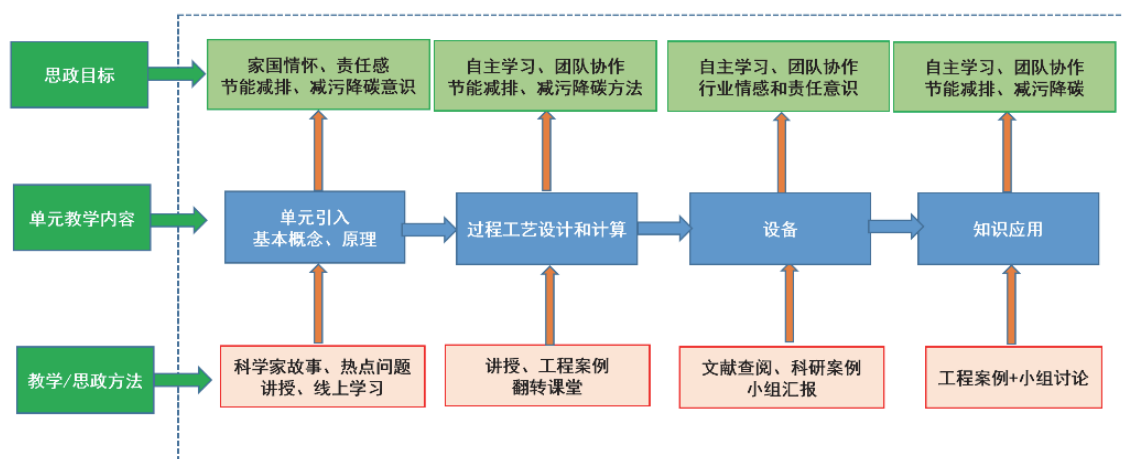 思政目标
家国情怀、责任感
节能减排、减污降碳意识
自主学习、团队协作
节能减排、减污降碳方法
自主学习、团队协作
行业情感和责任意识
自主学习、团队协作
节能减排、减污降碳
单元教学内容
单元引入
基本概念、原理
过程工艺设计和计算
设备
知识应用
教学/思政方法
科学家故事、热点问题
讲授、线上学习
讲授、工程案例
翻转课堂
文献查阅、科研案例
小组汇报
工程案例+小组讨论